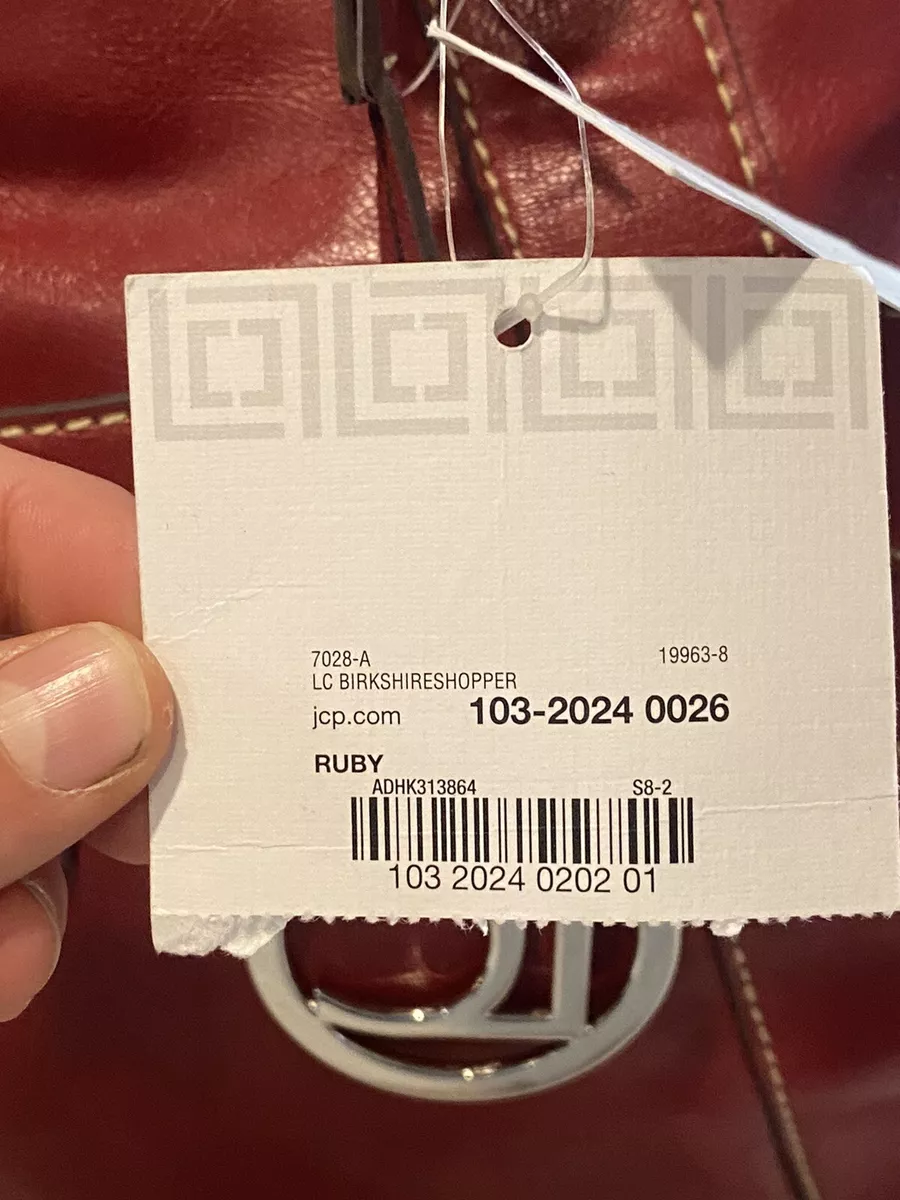 7028-A 19963-8
LC BIRKSHIRESHOPPER
jcp.com 103-2024 0026
RUBY
ADHK313864 S8-2
103 2024 0202 01